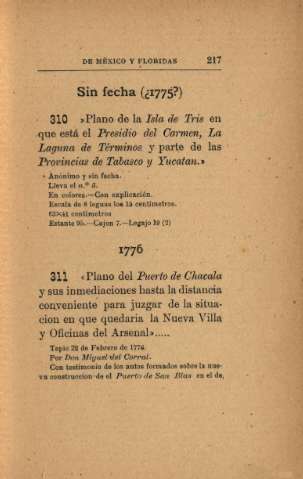 DE MÉXICO Y FLORIDAS 217
Sin fecha (¿1775?)
310 »Plano de la Isla de Tris en
que está el Presidio del Carmen, La
Laguna de Términos y parte de las
Provincias de Tabasco y Yucatan.»
Anónimo y sin fecha.
Lleva el n.º 6.
En colores.—Con explicación.
Escala de 8 leguas los 15 centímetros.
63×41 centímetros
Estante 95.—Cajon 7.—Legajo 19 (2)
1776
311 «Plano del Puerto de Chacala
y sus inmediaciones hasta la distancia
conveniente para juzgar de la situa-
cion en que quedaría la Nueva Villa
y Oficinas del Arsenal».....
Tepic 22 de Febrero de 1776.
Por Don Miguel del Corral.
Con testimonio de los autos formados sobre la nue-
va construccion de el Puerto de San Blas en el de,